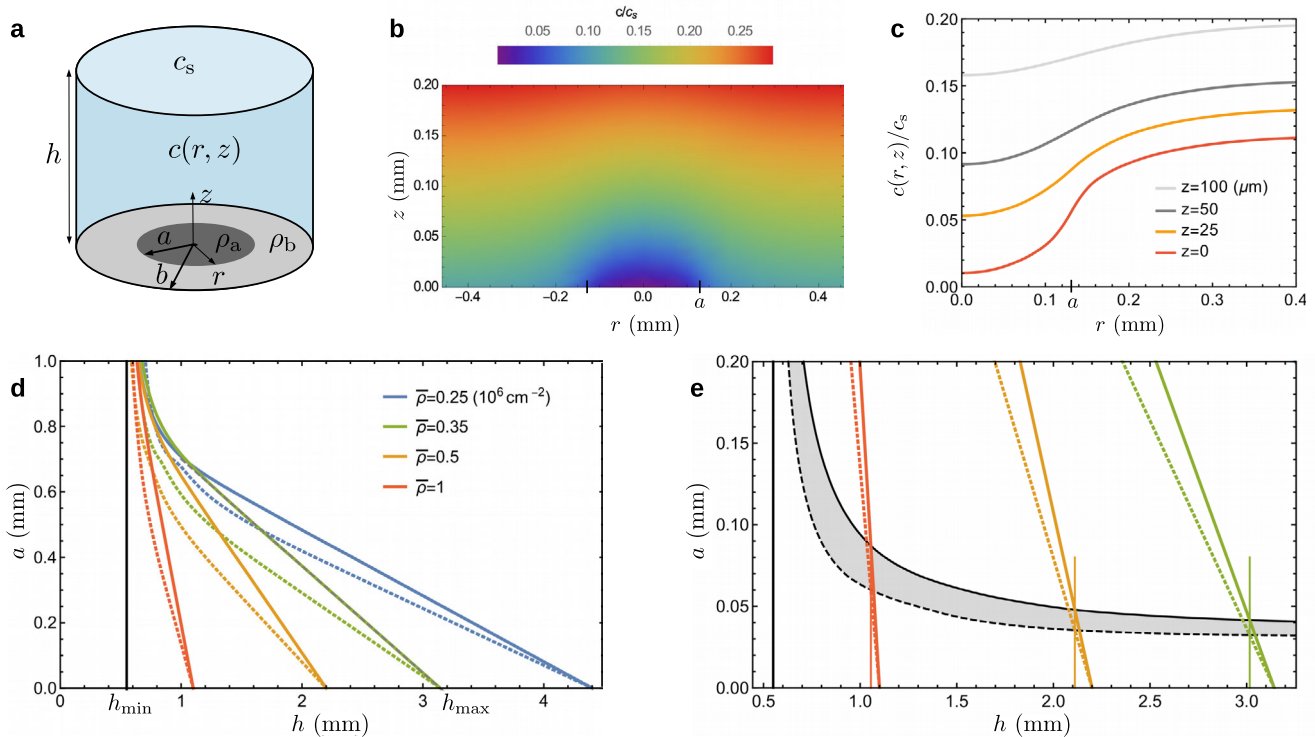 a
c_s
h
c(r, z)
z
a
ρ_a
ρ_b
b
r
b
c/c_s
0.05 0.10 0.15 0.20 0.25
0.20
0.15
0.10
0.05
0.00
z (mm)
−0.4 −0.2 0.0 a 0.2 0.4
r (mm)
c
0.20
0.15
0.10
0.05
0.00
c(r, z)/c_s
z=100 (μm)
z=50
z=25
z=0
0.0 0.1 a 0.2 0.3 0.4
r (mm)
d
1.0
0.8
0.6
0.4
0.2
0.0
a (mm)
ρ̅=0.25 (10⁶ cm⁻²)
ρ̅=0.35
ρ̅=0.5
ρ̅=1
0 1 2 3 4
h_min h_max
h (mm)
e
0.20
0.15
0.10
0.05
0.00
a (mm)
0.5 1.0 1.5 2.0 2.5 3.0
h (mm)